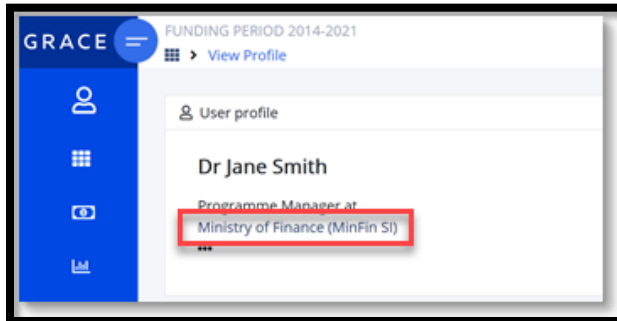 GRACE
FUNDING PERIOD 2014-2021
> View Profile
User profile
Dr Jane Smith
Programme Manager at
Ministry of Finance (MinFin SI)